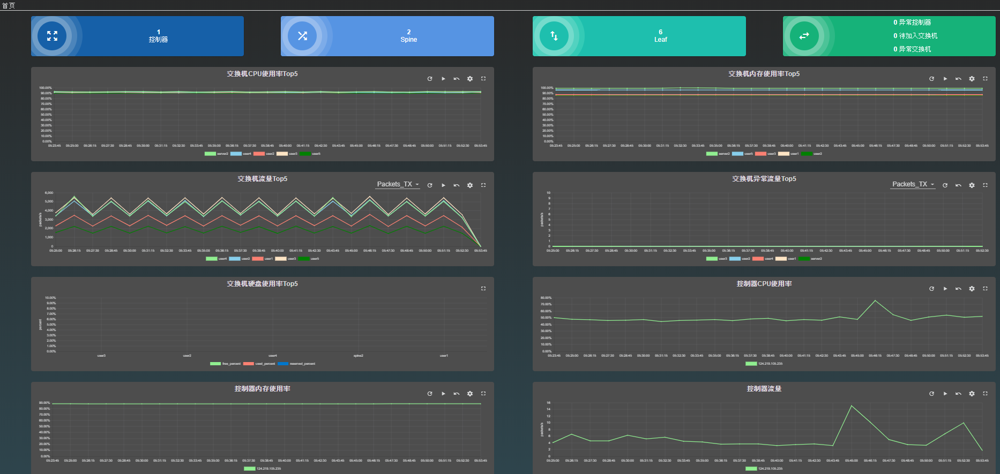 首页
1
控制器
2
Spine
6
Leaf
0 异常控制器
0 待加入交换机
0 异常交换机
交换机CPU使用率Top5
100.00%
90.00%
80.00%
70.00%
60.00%
50.00%
40.00%
30.00%
20.00%
10.00%
0.00%
05:23:45 05:25:00 05:26:15 05:27:30 05:28:45 05:30:00 05:31:15 05:32:30 05:33:45 05:35:00 05:36:15 05:37:30 05:38:45 05:40:00 05:41:15 05:42:30 05:43:45 05:45:00 05:46:15 05:47:30 05:48:45 05:50:00 05:51:15 05:52:30 05:53:45
server2 user4 user2 user3 user5
交换机内存使用率Top5
100.00%
90.00%
80.00%
70.00%
60.00%
50.00%
40.00%
30.00%
20.00%
10.00%
0.00%
05:23:45 05:25:00 05:26:15 05:27:30 05:28:45 05:30:00 05:31:15 05:32:30 05:33:45 05:35:00 05:36:15 05:37:30 05:38:45 05:40:00 05:41:15 05:42:30 05:43:45 05:45:00 05:46:15 05:47:30 05:48:45 05:50:00 05:51:15 05:52:30 05:53:45
server2 user5 user3 user1 user2
交换机流量Top5
Packets_TX
packets/s
6,000
5,000
4,000
3,000
2,000
1,000
0
05:25:00 05:26:15 05:27:30 05:28:45 05:30:00 05:31:15 05:32:30 05:33:45 05:35:00 05:36:15 05:37:30 05:38:45 05:40:00 05:41:15 05:42:30 05:43:45 05:45:00 05:46:15 05:47:30 05:48:45 05:50:00 05:51:15 05:52:30 05:53:45
user4 user2 user1 user3 user5
交换机异常流量Top5
Packets_TX
packets/s
10
9
8
7
6
5
4
3
2
1
0
05:25:00 05:26:15 05:27:30 05:28:45 05:30:00 05:31:15 05:32:30 05:33:45 05:35:00 05:36:15 05:37:30 05:38:45 05:40:00 05:41:15 05:42:30 05:43:45 05:45:00 05:46:15 05:47:30 05:48:45 05:50:00 05:51:15 05:52:30
user3 user2 user4 user1 server2
交换机硬盘使用率Top5
percent
10.00%
9.00%
8.00%
7.00%
6.00%
5.00%
4.00%
3.00%
2.00%
1.00%
0.00%
user3 user2 user4 spine2 user1
free_percent used_percent reserved_percent
控制器CPU使用率
80.00%
70.00%
60.00%
50.00%
40.00%
30.00%
20.00%
10.00%
0.00%
05:23:45 05:25:00 05:26:15 05:27:30 05:28:45 05:30:00 05:31:15 05:32:30 05:33:45 05:35:00 05:36:15 05:37:30 05:38:45 05:40:00 05:41:15 05:42:30 05:43:45 05:45:00 05:46:15 05:47:30 05:48:45 05:50:00 05:51:15 05:52:30 05:53:45
124.219.105.235
控制器内存使用率
90.00%
80.00%
70.00%
60.00%
50.00%
40.00%
30.00%
20.00%
10.00%
0.00%
05:23:45 05:25:00 05:26:15 05:27:30 05:28:45 05:30:00 05:31:15 05:32:30 05:33:45 05:35:00 05:36:15 05:37:30 05:38:45 05:40:00 05:41:15 05:42:30 05:43:45 05:45:00 05:46:15 05:47:30 05:48:45 05:50:00 05:51:15 05:52:30 05:53:45
124.219.105.235
控制器流量
packets/s
16
14
12
10
8
6
4
2
0
05:25:00 05:26:15 05:27:30 05:28:45 05:30:00 05:31:15 05:32:30 05:33:45 05:35:00 05:36:15 05:37:30 05:38:45 05:40:00 05:41:15 05:42:30 05:43:45 05:45:00 05:46:15 05:47:30 05:48:45 05:50:00 05:51:15 05:52:30 05:53:45
124.219.105.235